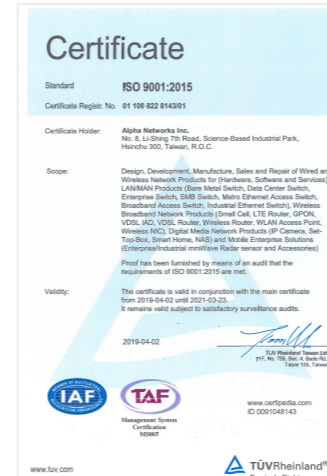 Certificate
Standard ISO 9001:2015
Certificate Registr. No. 01 100 822 8143/01
Certificate Holder: Alpha Networks Inc.
No. 8, Li-Shing 7th Road, Science-Based Industrial Park,
Hsinchu 300, Taiwan, R.O.C.
Scope: Design, Development, Manufacture, Sales and Repair of Wired and
Wireless Network Products for (Hardware, Software and Services)
LAN/MAN Products (Bare Metal Switch, Data Center Switch,
Enterprise Switch, SMB Switch, Metro Ethernet Access Switch,
Broadband Access Switch, Industrial Ethernet Switch), Wireless
Broadband Network Products (Small Cell, LTE Router, GPON,
VDSL IAD, VDSL Router, Wireless Router, WLAN Access Point,
Wireless NIC), Digital Media Network Products (IP Camera, Set-
Top-Box, Smart Home, NAS) and Mobile Enterprise Solutions
(Enterprise/Industrial mmWave Radar sensor and Accessories)
Proof has been furnished by means of an audit that the
requirements of ISO 9001:2015 are met.
Validity: The certificate is valid in conjunction with the main certificate
from 2019-04-02 until 2021-03-23.
It remains valid subject to satisfactory surveillance audits.
2019-04-02
TÜV Rheinland Taiwan Ltd.
11F, No. 758, Sec. 4, Bade Rd.,
Taipei 105, Taiwan
IAF
TAF
Management System
Certification
MS007
www.certipedia.com
ID 0091048143
www.tuv.com
TÜVRheinland®